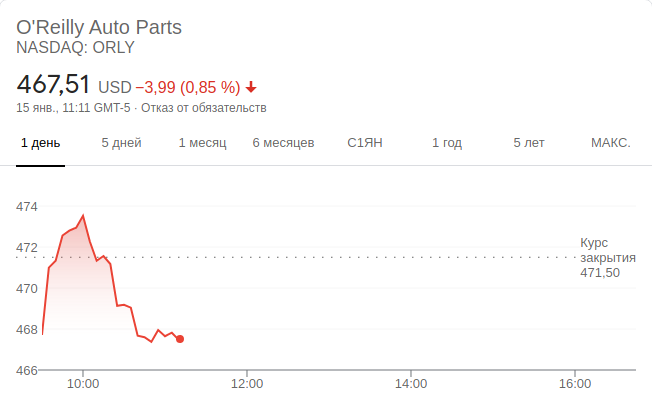 O'Reilly Auto Parts
NASDAQ: ORLY
467,51 USD −3,99 (0,85 %)
15 янв., 11:11 GMT-5 · Отказ от обязательств
1 день 5 дней 1 месяц 6 месяцев С1ЯН 1 год 5 лет МАКС.
474
472
470
468
466
Курс
закрытия
471,50
10:00 12:00 14:00 16:00